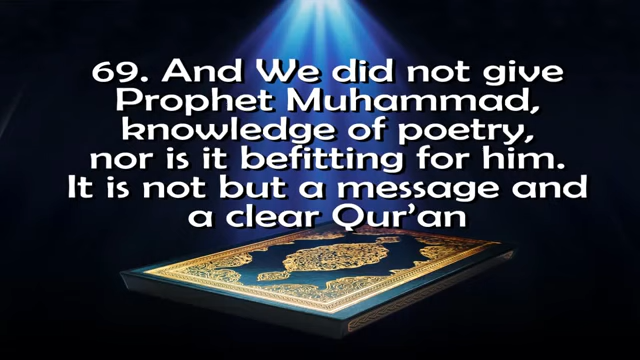 69. And We did not give
Prophet Muhammad,
knowledge of poetry,
nor is it befitting for him.
It is not but a message and
a clear Qur'an